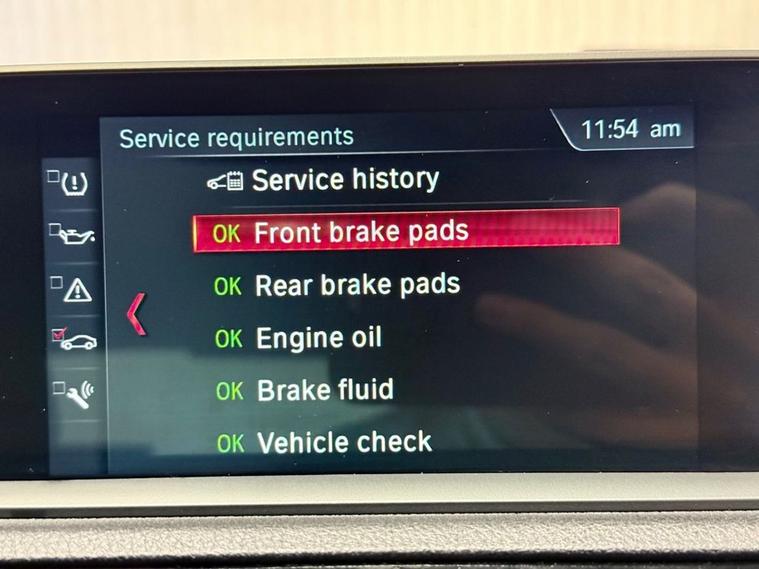 Service requirements
11:54 am
Service history
OK Front brake pads
OK Rear brake pads
OK Engine oil
OK Brake fluid
OK Vehicle check